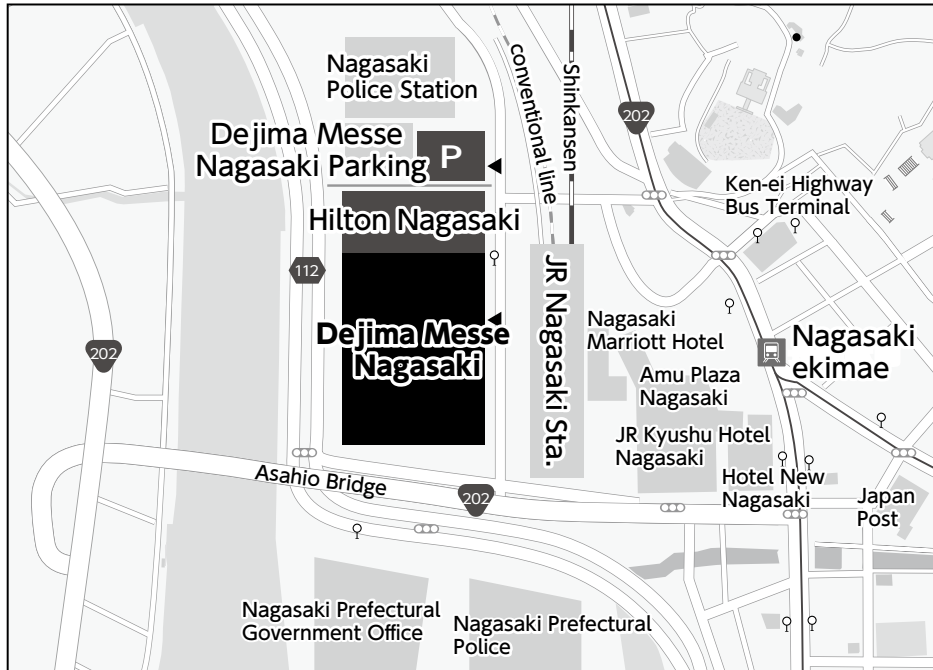 Nagasaki
Police Station
conventional line
Shinkansen
202
Dejima Messe
Nagasaki Parking
P
Ken-ei Highway
Bus Terminal
Hilton Nagasaki
112
JR Nagasaki Sta.
Dejima Messe
Nagasaki
Nagasaki
Marriott Hotel
Nagasaki
ekimae
202
Amu Plaza
Nagasaki
JR Kyushu Hotel
Nagasaki
Asahio Bridge
202
Hotel New
Nagasaki
Japan
Post
Nagasaki Prefectural
Government Office
Nagasaki Prefectural
Police